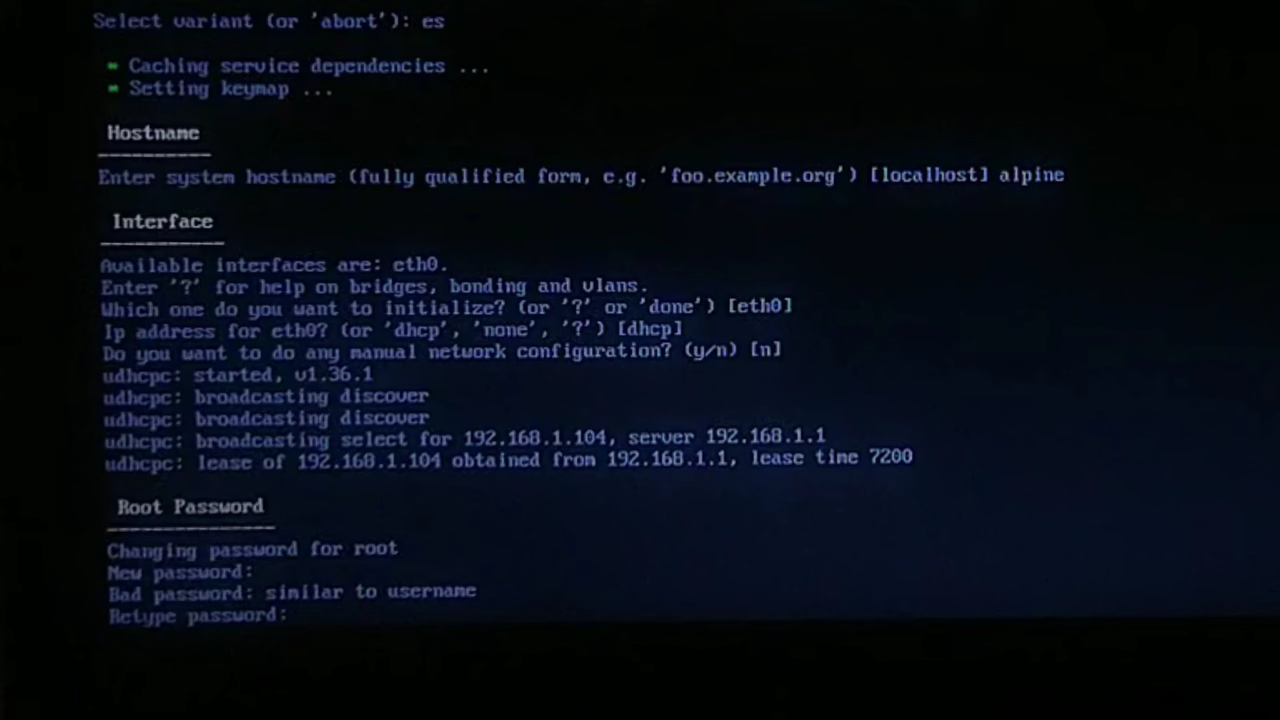 Select variant (or 'abort'): es
* Caching service dependencies ...
* Setting keymap ...
Hostname
----------
Enter system hostname (fully qualified form, e.g. 'foo.example.org') [localhost] alpine
Interface
-----------
Available interfaces are: eth0.
Enter '?' for help on bridges, bonding and vlans.
Which one do you want to initialize? (or '?' or 'done') [eth0]
Ip address for eth0? (or 'dhcp', 'none', '?') [dhcp]
Do you want to do any manual network configuration? (y/n) [n]
udhcpc: started, v1.36.1
udhcpc: broadcasting discover
udhcpc: broadcasting discover
udhcpc: broadcasting select for 192.168.1.104, server 192.168.1.1
udhcpc: lease of 192.168.1.104 obtained from 192.168.1.1, lease time 7200
Root Password
---------------
Changing password for root
New password:
Bad password: similar to username
Retype password: